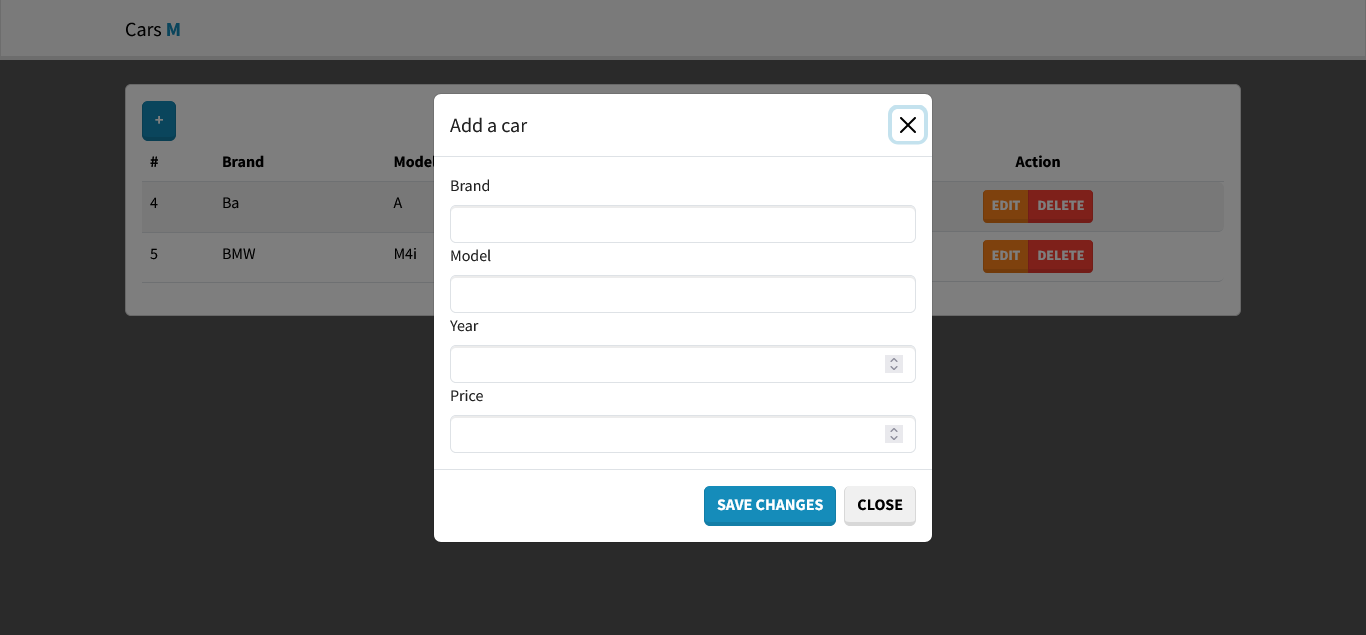 Cars M
+
Add a car
# Brand Model Action
4 Ba A EDIT DELETE
5 BMW M4i EDIT DELETE
Brand
Model
Year
Price
SAVE CHANGES CLOSE